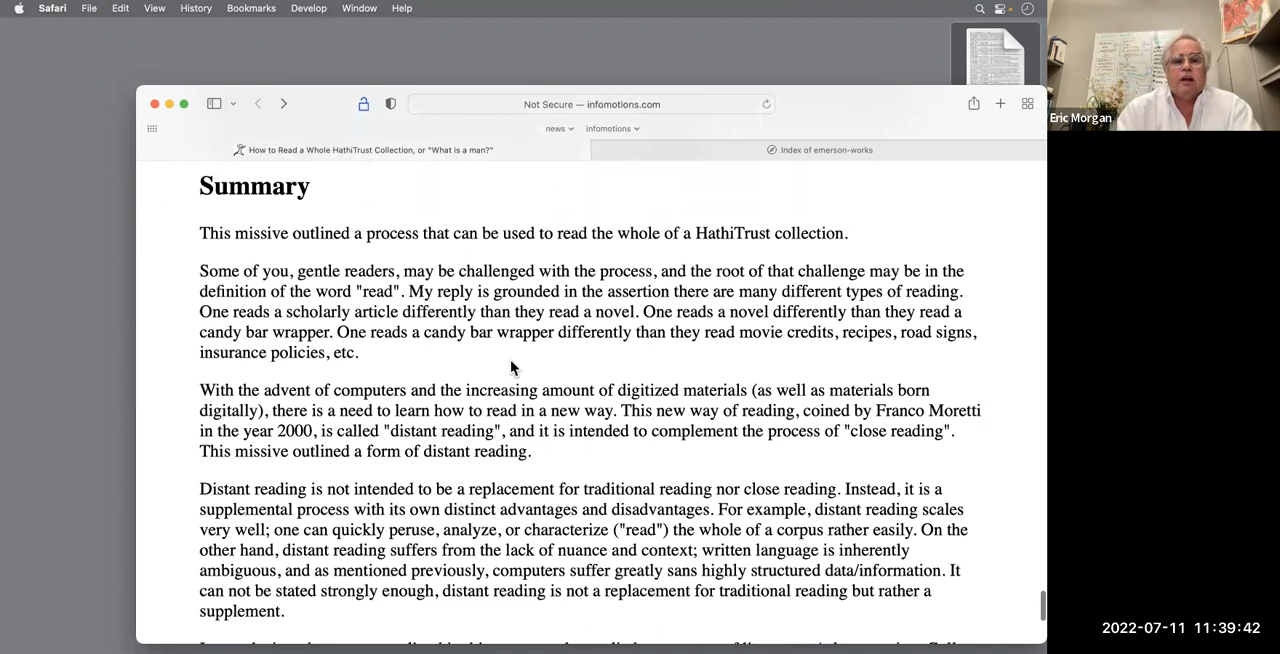 Safari File Edit View History Bookmarks Develop Window Help
Eric Morgan
Not Secure — infomotions.com
news infomotions
How to Read a Whole HathiTrust Collection, or "What is a man?" Index of emerson-works
Summary
This missive outlined a process that can be used to read the whole of a HathiTrust collection.
Some of you, gentle readers, may be challenged with the process, and the root of that challenge may be in the
definition of the word "read". My reply is grounded in the assertion there are many different types of reading.
One reads a scholarly article differently than they read a novel. One reads a novel differently than they read a
candy bar wrapper. One reads a candy bar wrapper differently than they read movie credits, recipes, road signs,
insurance policies, etc.
With the advent of computers and the increasing amount of digitized materials (as well as materials born
digitally), there is a need to learn how to read in a new way. This new way of reading, coined by Franco Moretti
in the year 2000, is called "distant reading", and it is intended to complement the process of "close reading".
This missive outlined a form of distant reading.
Distant reading is not intended to be a replacement for traditional reading nor close reading. Instead, it is a
supplemental process with its own distinct advantages and disadvantages. For example, distant reading scales
very well; one can quickly peruse, analyze, or characterize ("read") the whole of a corpus rather easily. On the
other hand, distant reading suffers from the lack of nuance and context; written language is inherently
ambiguous, and as mentioned previously, computers suffer greatly sans highly structured data/information. It
can not be stated strongly enough, distant reading is not a replacement for traditional reading but rather a
supplement.
2022-07-11 11:39:42